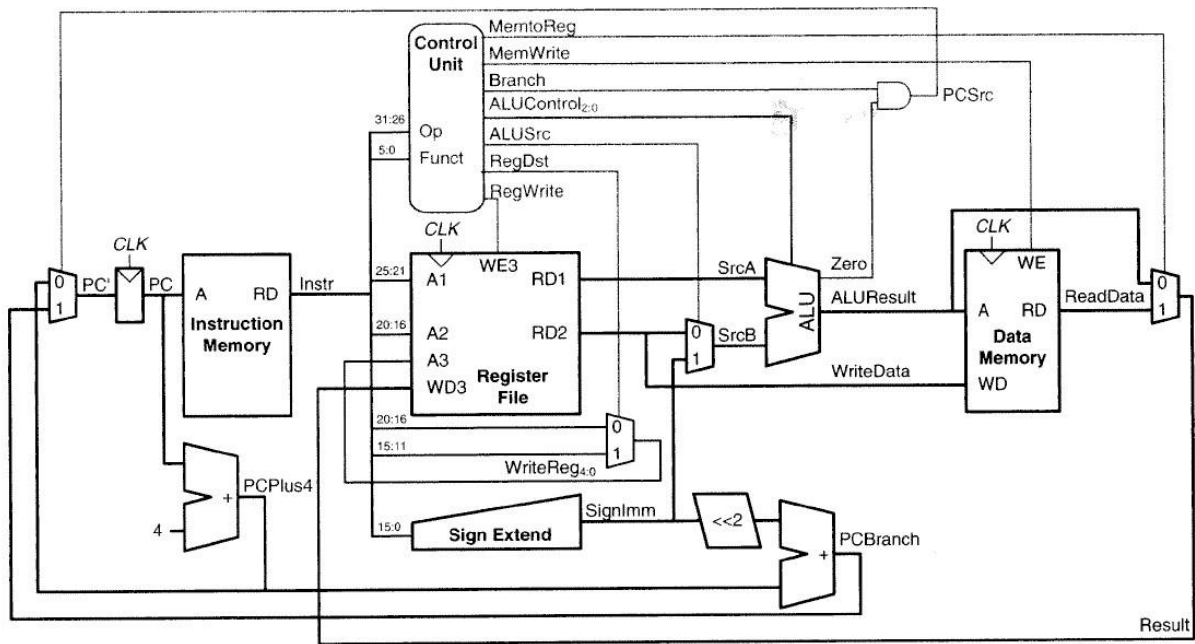 MemtoReg
Control Unit
MemWrite
Branch
ALUControl2:0
PCSrc
31:26
Op
ALUSrc
5:0
Funct
RegDst
RegWrite
CLK
CLK
CLK
0
1
PC'
PC
A
RD
Instruction Memory
Instr
25:21
A1
WE3
RD1
SrcA
Zero
WE
20:16
A2
RD2
0
1
SrcB
ALU
ALUResult
A
RD
ReadData
0
1
Data Memory
A3
WD3
Register File
WriteData
WD
20:16
0
15:11
1
WriteReg4:0
PCPlus4
+
4
15:0
Sign Extend
SignImm
<<2
+
PCBranch
Result